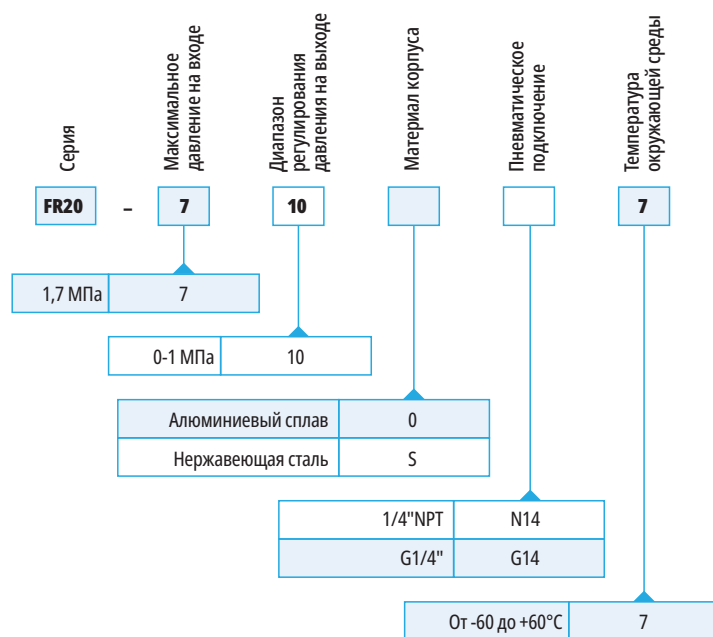 Серия
Максимальное
давление на входе
Диапазон
регулирования
давления на выходе
Материал корпуса
Пневматическое
подключение
Температура
окружающей среды
FR20 – 7 10 7
1,7 МПа 7
0-1 МПа 10
Алюминиевый сплав 0
Нержавеющая сталь S
1/4"NPT N14
G1/4" G14
От -60 до +60°C 7